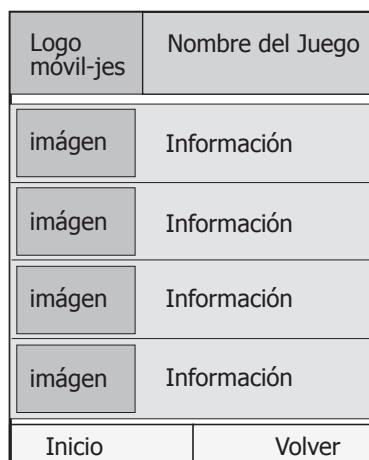 Logo
móvil-jes
Nombre del Juego
imágen
Información
imágen
Información
imágen
Información
imágen
Información
Inicio
Volver